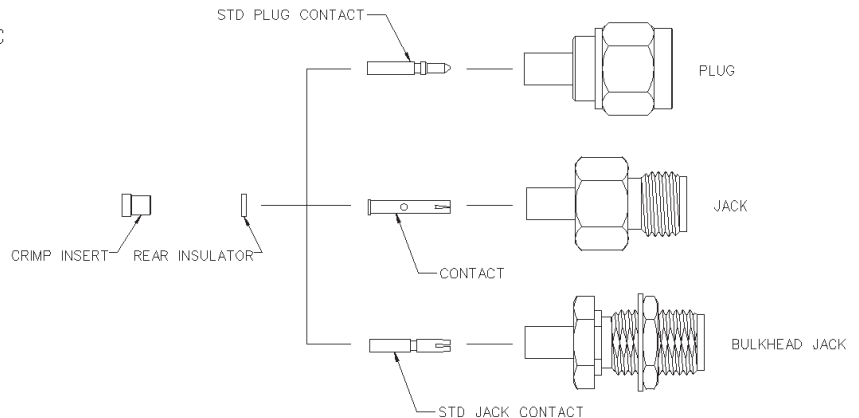 STD PLUG CONTACT
C
PLUG
JACK
CRIMP INSERT
REAR INSULATOR
CONTACT
BULKHEAD JACK
STD JACK CONTACT